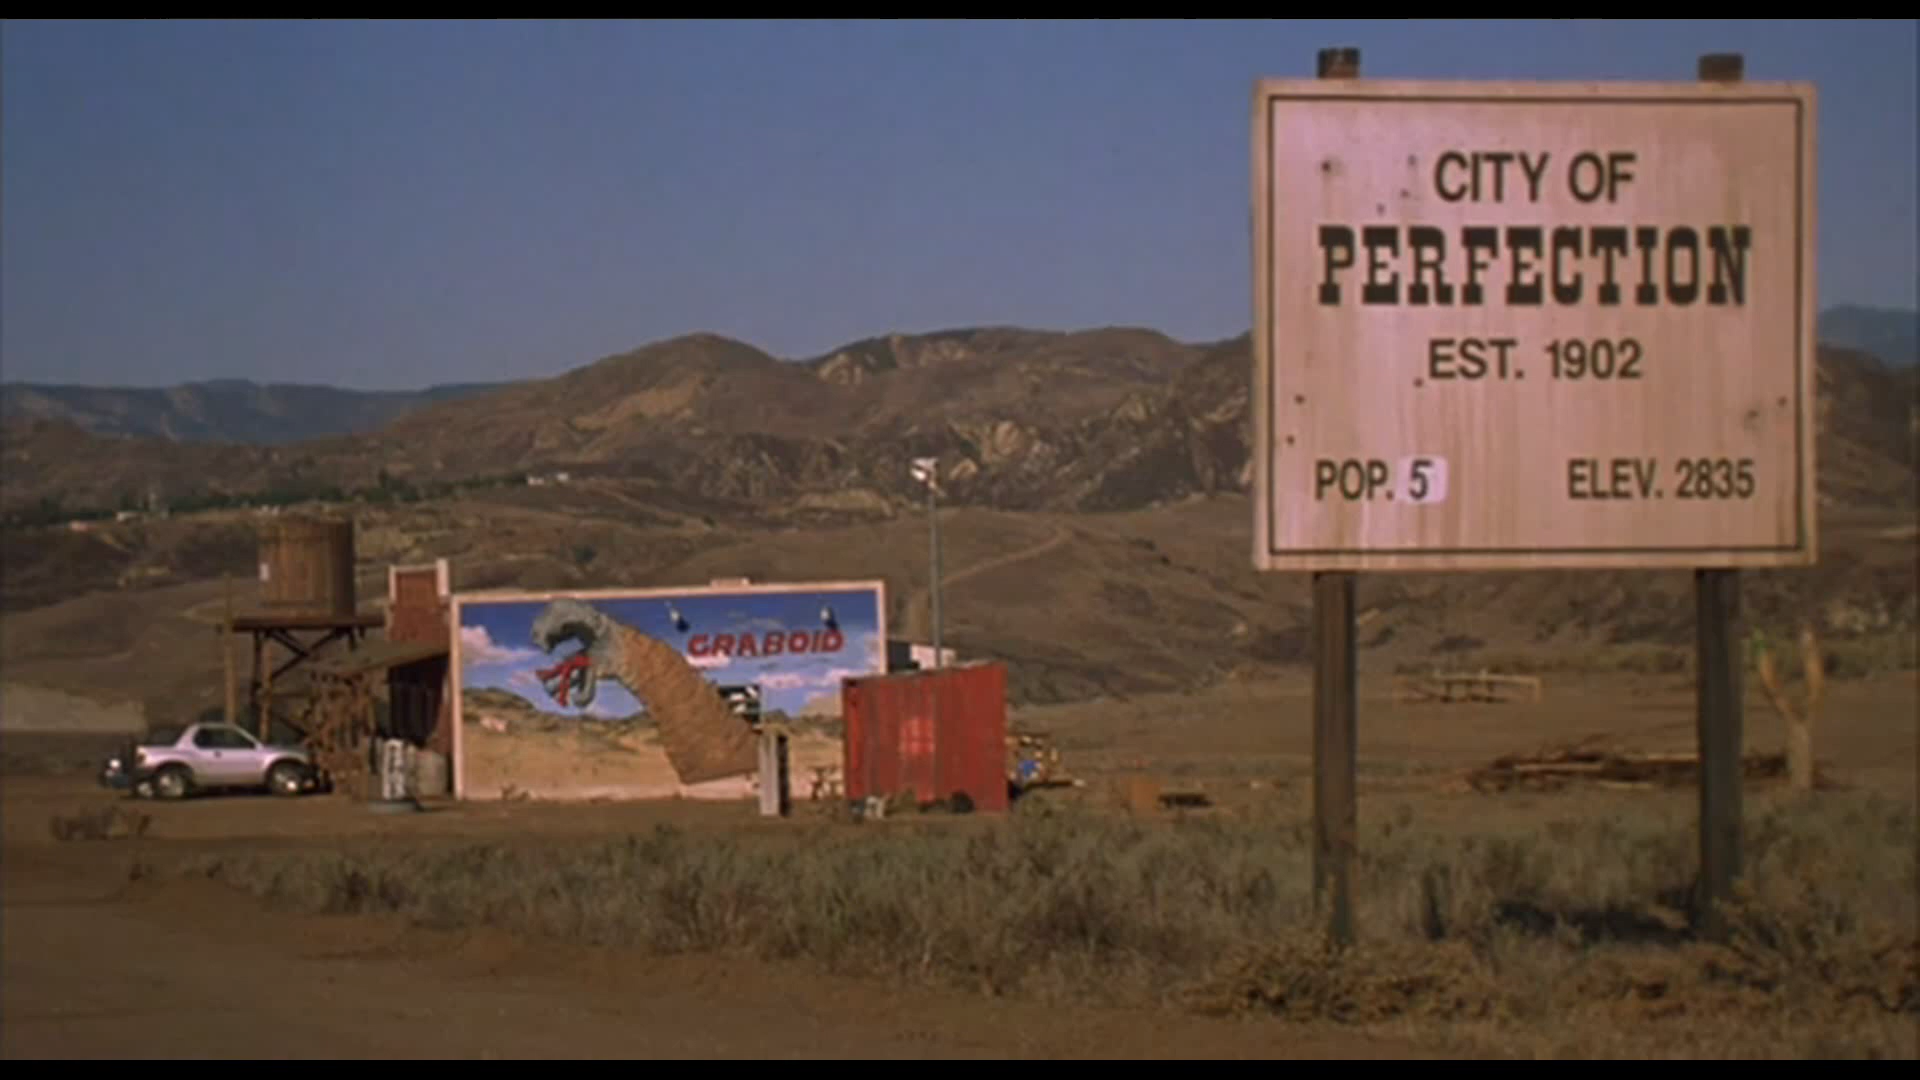 CITY OF
PERFECTION
EST. 1902
POP. 5 ELEV. 2835
GRABOID